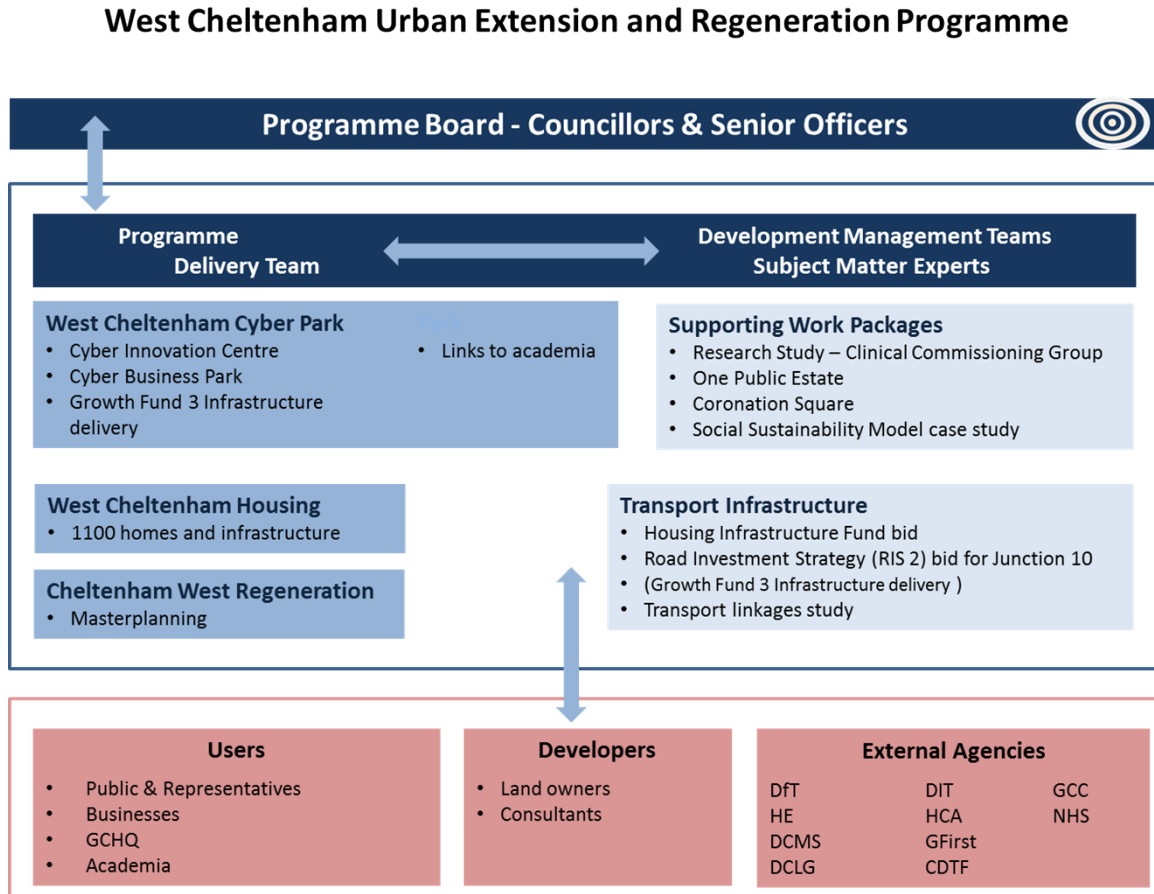 West Cheltenham Urban Extension and Regeneration Programme
Programme Board - Councillors & Senior Officers
Programme
Delivery Team
Development Management Teams
Subject Matter Experts
West Cheltenham Cyber Park
• Cyber Innovation Centre
• Cyber Business Park
• Growth Fund 3 Infrastructure
delivery
• Links to academia
Supporting Work Packages
• Research Study – Clinical Commissioning Group
• One Public Estate
• Coronation Square
• Social Sustainability Model case study
West Cheltenham Housing
• 1100 homes and infrastructure
Cheltenham West Regeneration
• Masterplanning
Transport Infrastructure
• Housing Infrastructure Fund bid
• Road Investment Strategy (RIS 2) bid for Junction 10
• (Growth Fund 3 Infrastructure delivery )
• Transport linkages study
Users
• Public & Representatives
• Businesses
• GCHQ
• Academia
Developers
• Land owners
• Consultants
External Agencies
DfT DIT GCC
HE HCA NHS
DCMS GFirst
DCLG CDTF